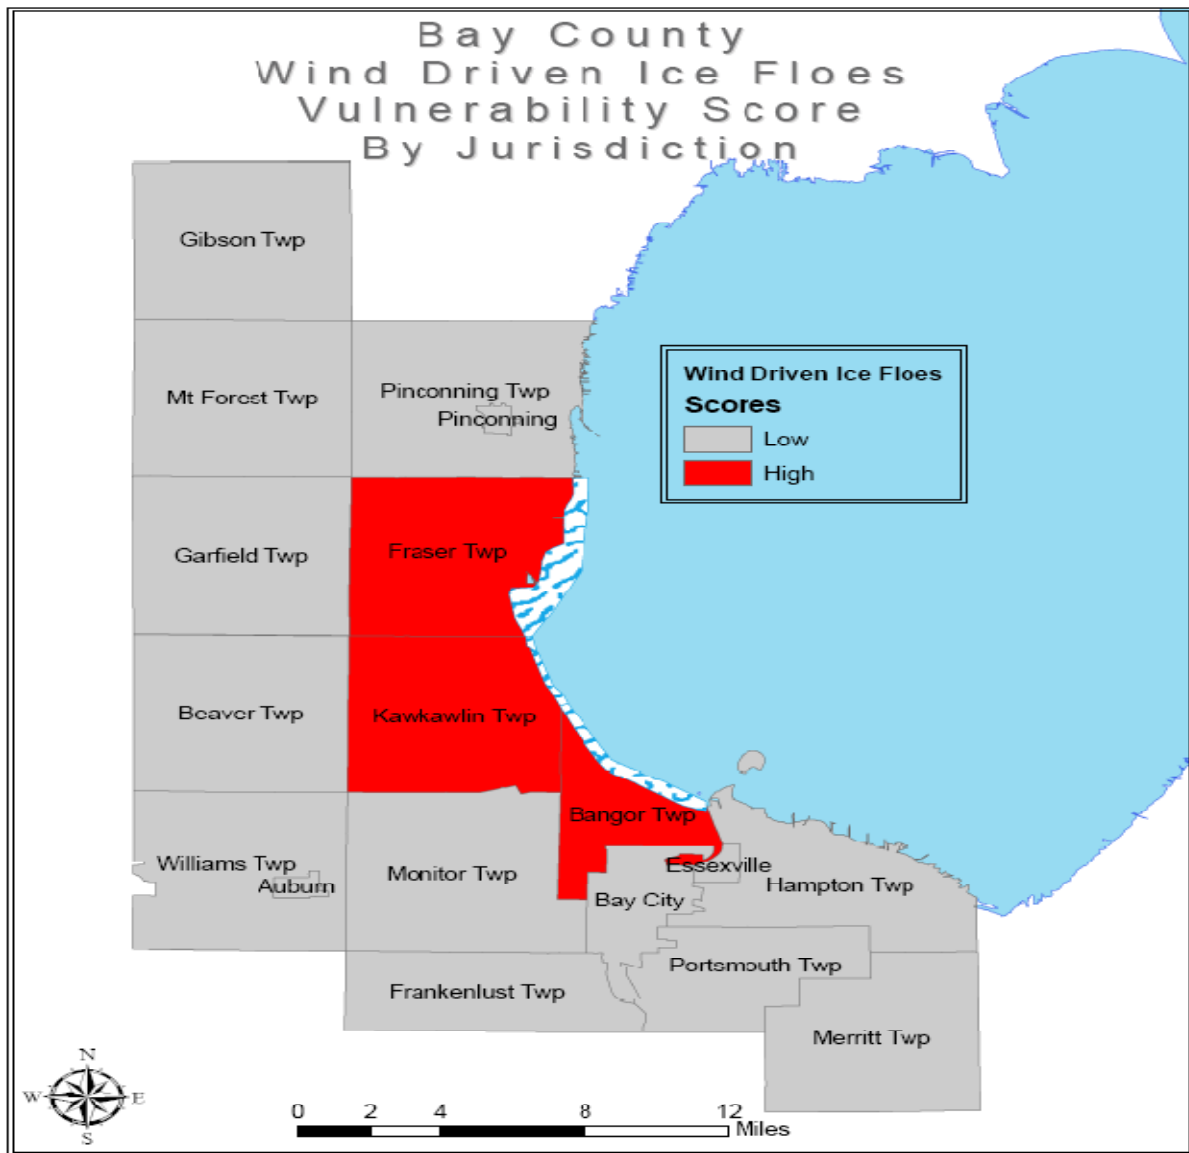 Bay County
Wind Driven Ice Floes
Vulnerability Score
By Jurisdiction
Gibson Twp
Mt Forest Twp
Pinconning Twp
Pinconning
Wind Driven Ice Floes
Scores
Low
High
Garfield Twp
Fraser Twp
Beaver Twp
Kawkawlin Twp
Bangor Twp
Williams Twp
Auburn
Monitor Twp
Essexville
Hampton Twp
Bay City
Portsmouth Twp
Frankenlust Twp
Merritt Twp
N
W E
S
0 2 4 8 12
Miles